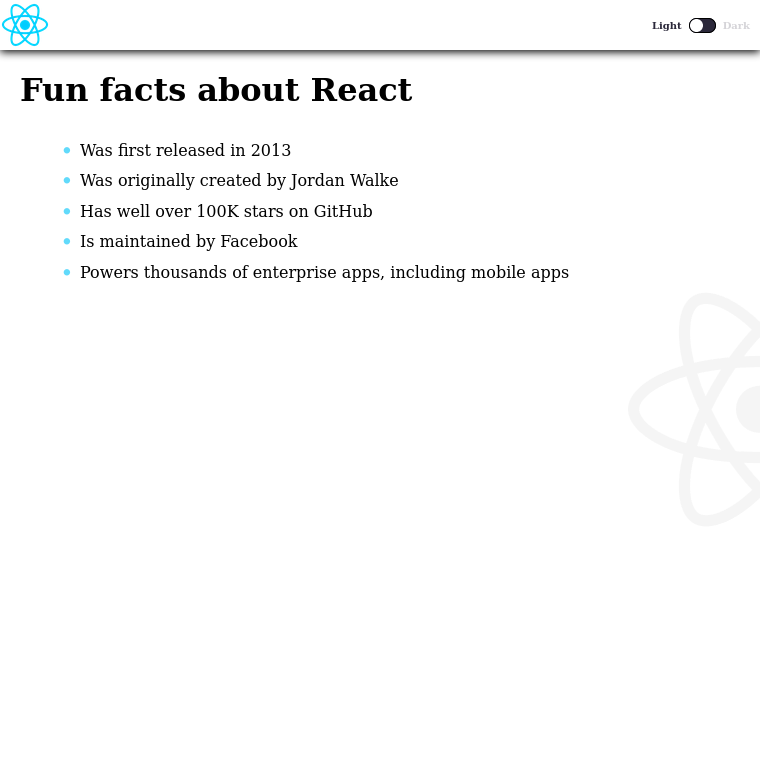 Light Dark
Fun facts about React
Was first released in 2013
Was originally created by Jordan Walke
Has well over 100K stars on GitHub
Is maintained by Facebook
Powers thousands of enterprise apps, including mobile apps